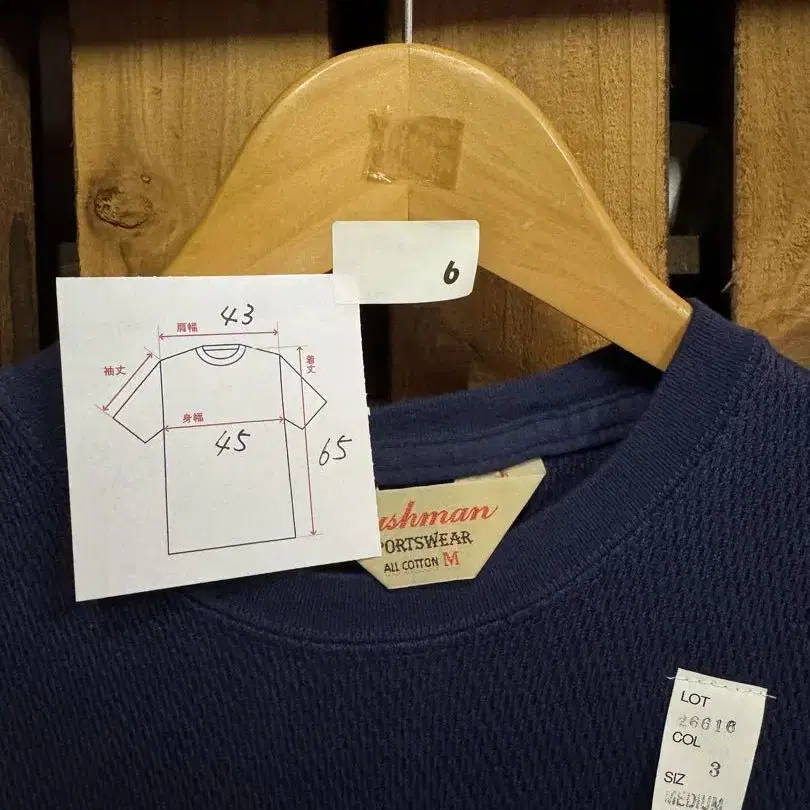 6
肩幅 43
袖丈
着丈
身幅
45
65
ushman
PORTSWEAR
ALL COTTON M
LOT
26616
COL
3
SIZ
MEDIUM